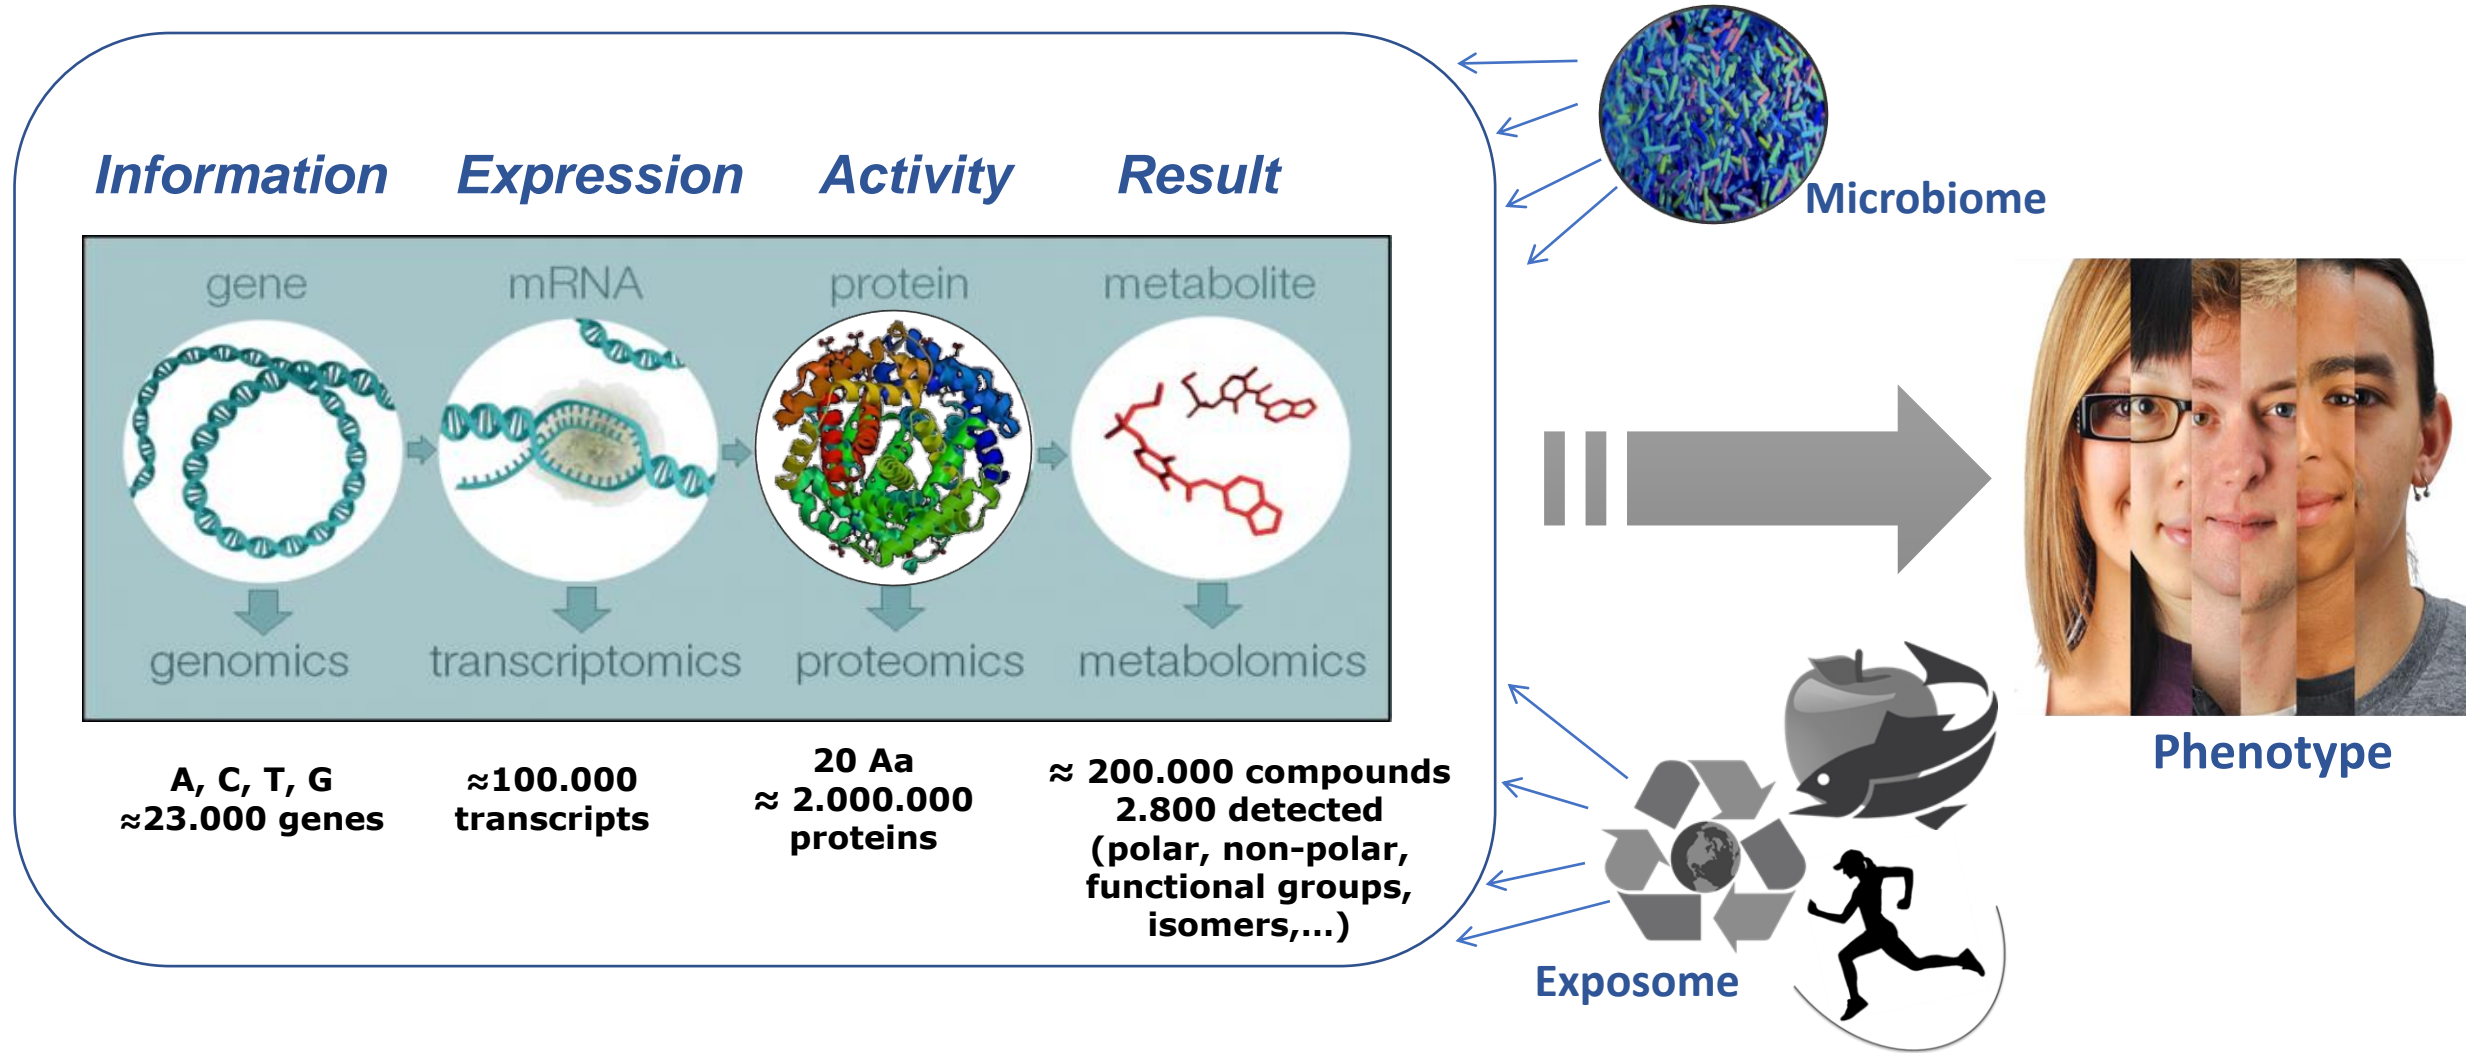 Information
Expression
Activity
Result
gene
mRNA
protein
metabolite
genomics
transcriptomics
proteomics
metabolomics
A, C, T, G
≈23.000 genes
≈100.000
transcripts
20 Aa
≈ 2.000.000
proteins
≈ 200.000 compounds
2.800 detected
(polar, non-polar,
functional groups,
isomers,...)
Microbiome
Phenotype
Exposome